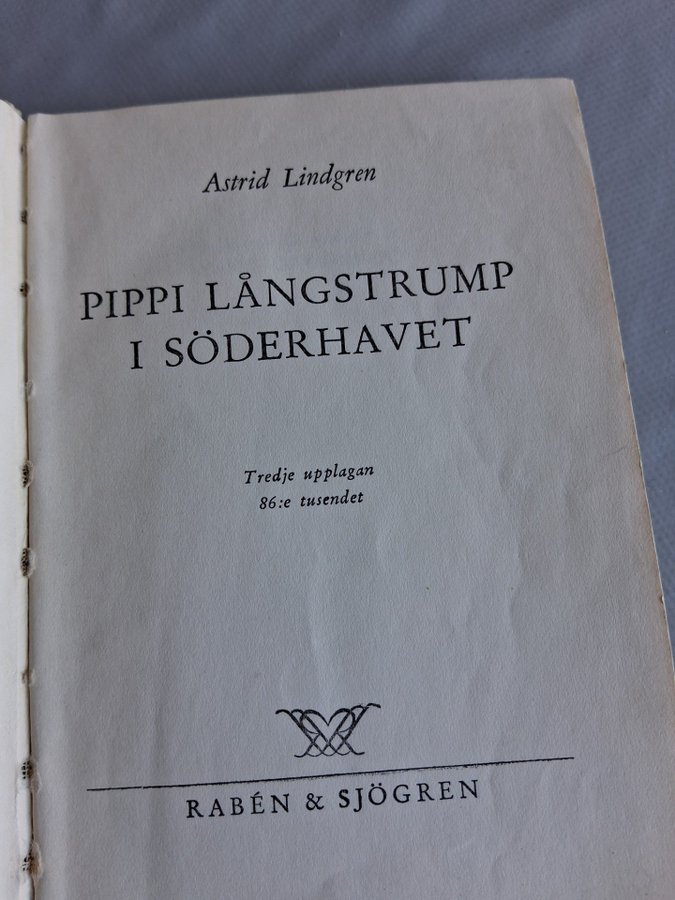 Astrid Lindgren
PIPPI LÅNGSTRUMP
I SÖDERHAVET
Tredje upplagan
86:e tusendet
RABÉN & SJÖGREN